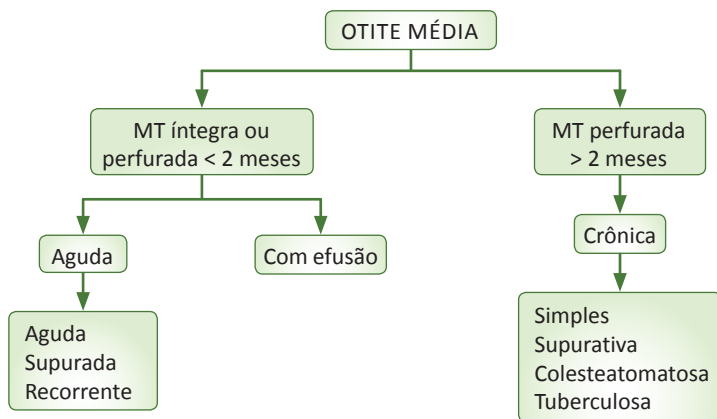 OTITE MÉDIA
MT íntegra ou
perfurada < 2 meses
MT perfurada
> 2 meses
Aguda
Com efusão
Crônica
Aguda
Supurada
Recorrente
Simples
Supurativa
Colesteatomatosa
Tuberculosa